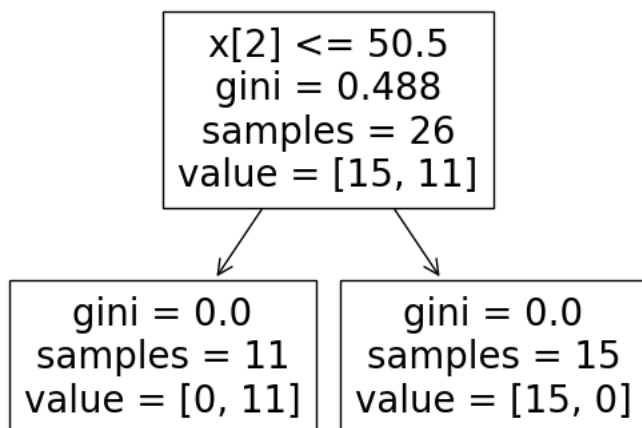 x[2] <= 50.5
gini = 0.488
samples = 26
value = [15, 11]
gini = 0.0
samples = 11
value = [0, 11]
gini = 0.0
samples = 15
value = [15, 0]